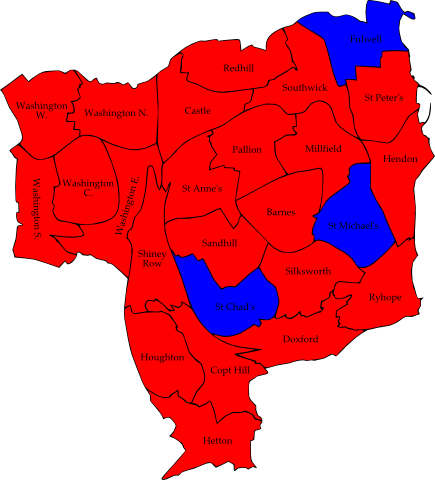 Fulwell
Redhill
Southwick
St Peter's
Washington
W.
Washington N.
Castle
Pallion
Millfield
Hendon
Washington S.
Washington
C.
Washington E.
St Anne's
Barnes
St Michael's
Sandhill
Shiney
Row
Silksworth
Ryhope
St Chad's
Doxford
Houghton
Copt Hill
Hetton